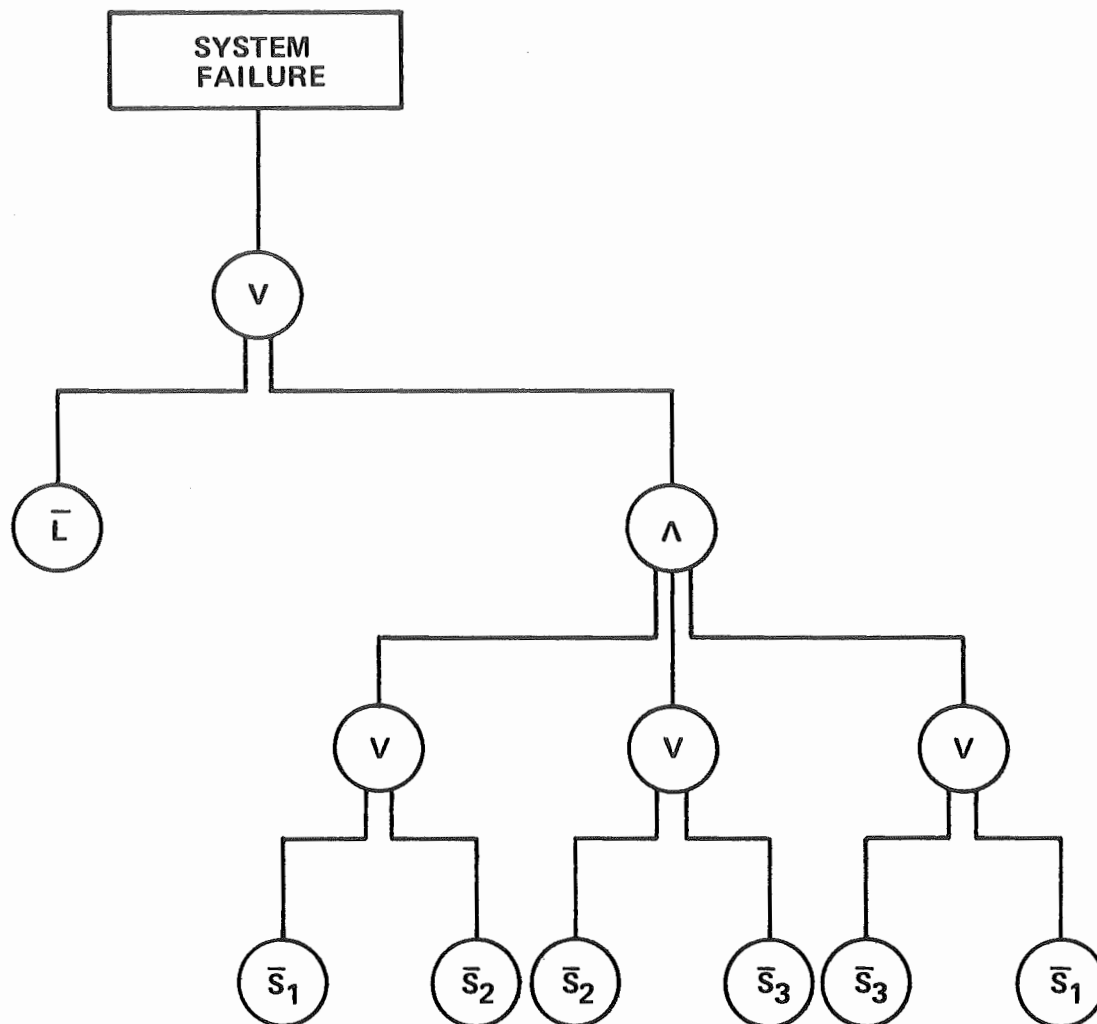 SYSTEM
FAILURE
V
L̅
Λ
V V V
S̅₁ S̅₂ S̅₂ S̅₃ S̅₃ S̅₁